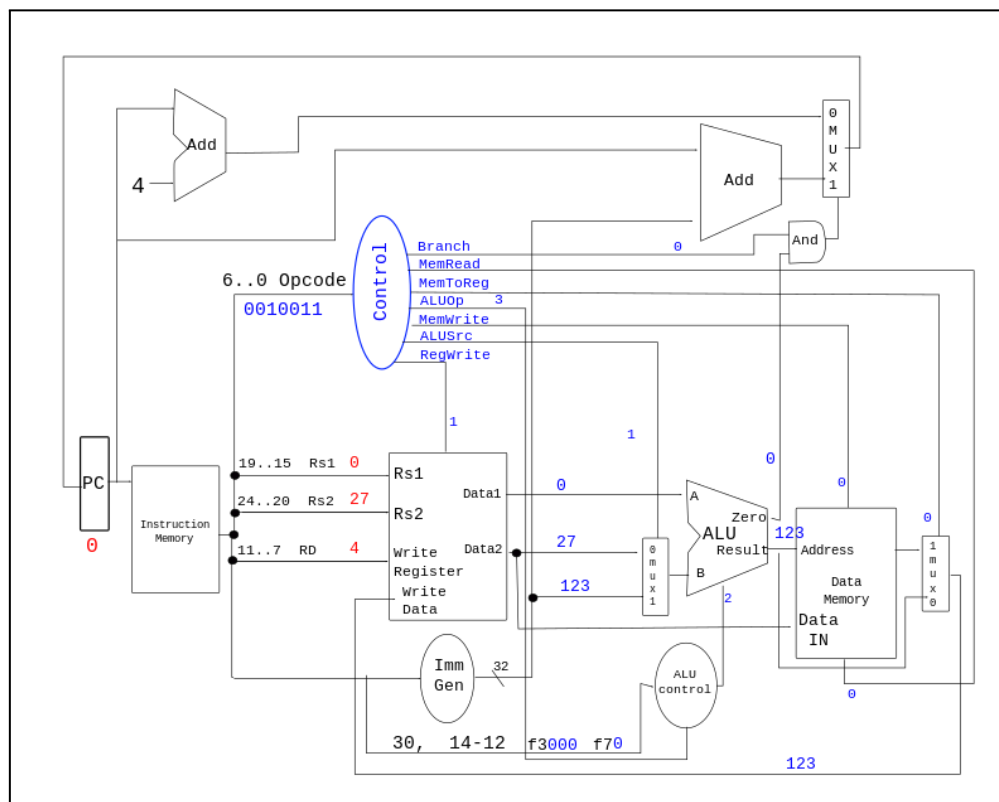 0
M
U
X
1
Add
4
Add
And
Control
Branch 0
MemRead
MemToReg
ALUOp 3
MemWrite
ALUSrc
RegWrite
6..0 Opcode
0010011
1
1
0
0
0
PC
0
Instruction
Memory
19..15 Rs1 0
24..20 Rs2 27
11..7 RD 4
Rs1
Rs2
Write
Register
Write
Data
Data1
Data2
0
27
123
0
m
u
x
1
A
B
ALU
Zero
Result
123
2
Address
Data
Memory
Data
IN
0
1
m
u
x
0
Imm
Gen
32
ALU
control
30, 14-12 f3000 f70
123